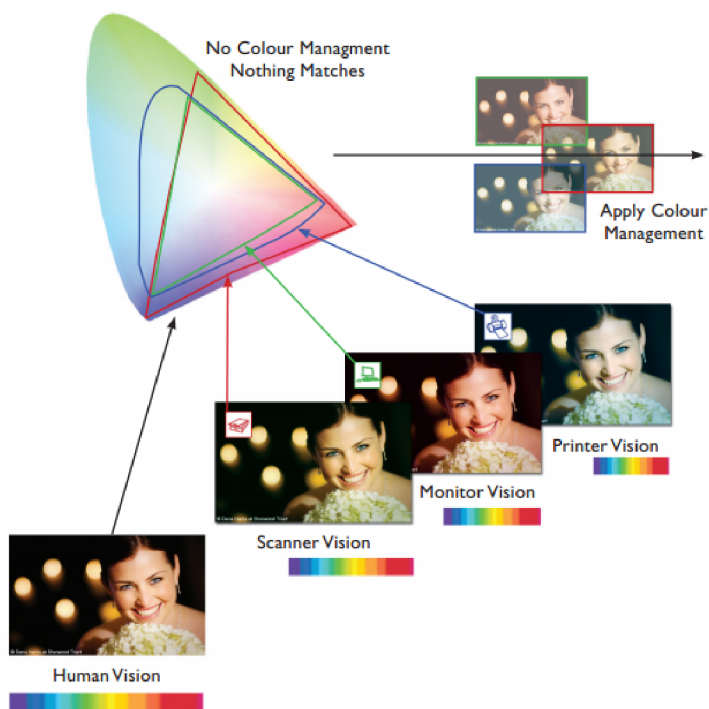 No Colour Managment
Nothing Matches
Apply Colour
Management
Printer Vision
Monitor Vision
Scanner Vision
Human Vision